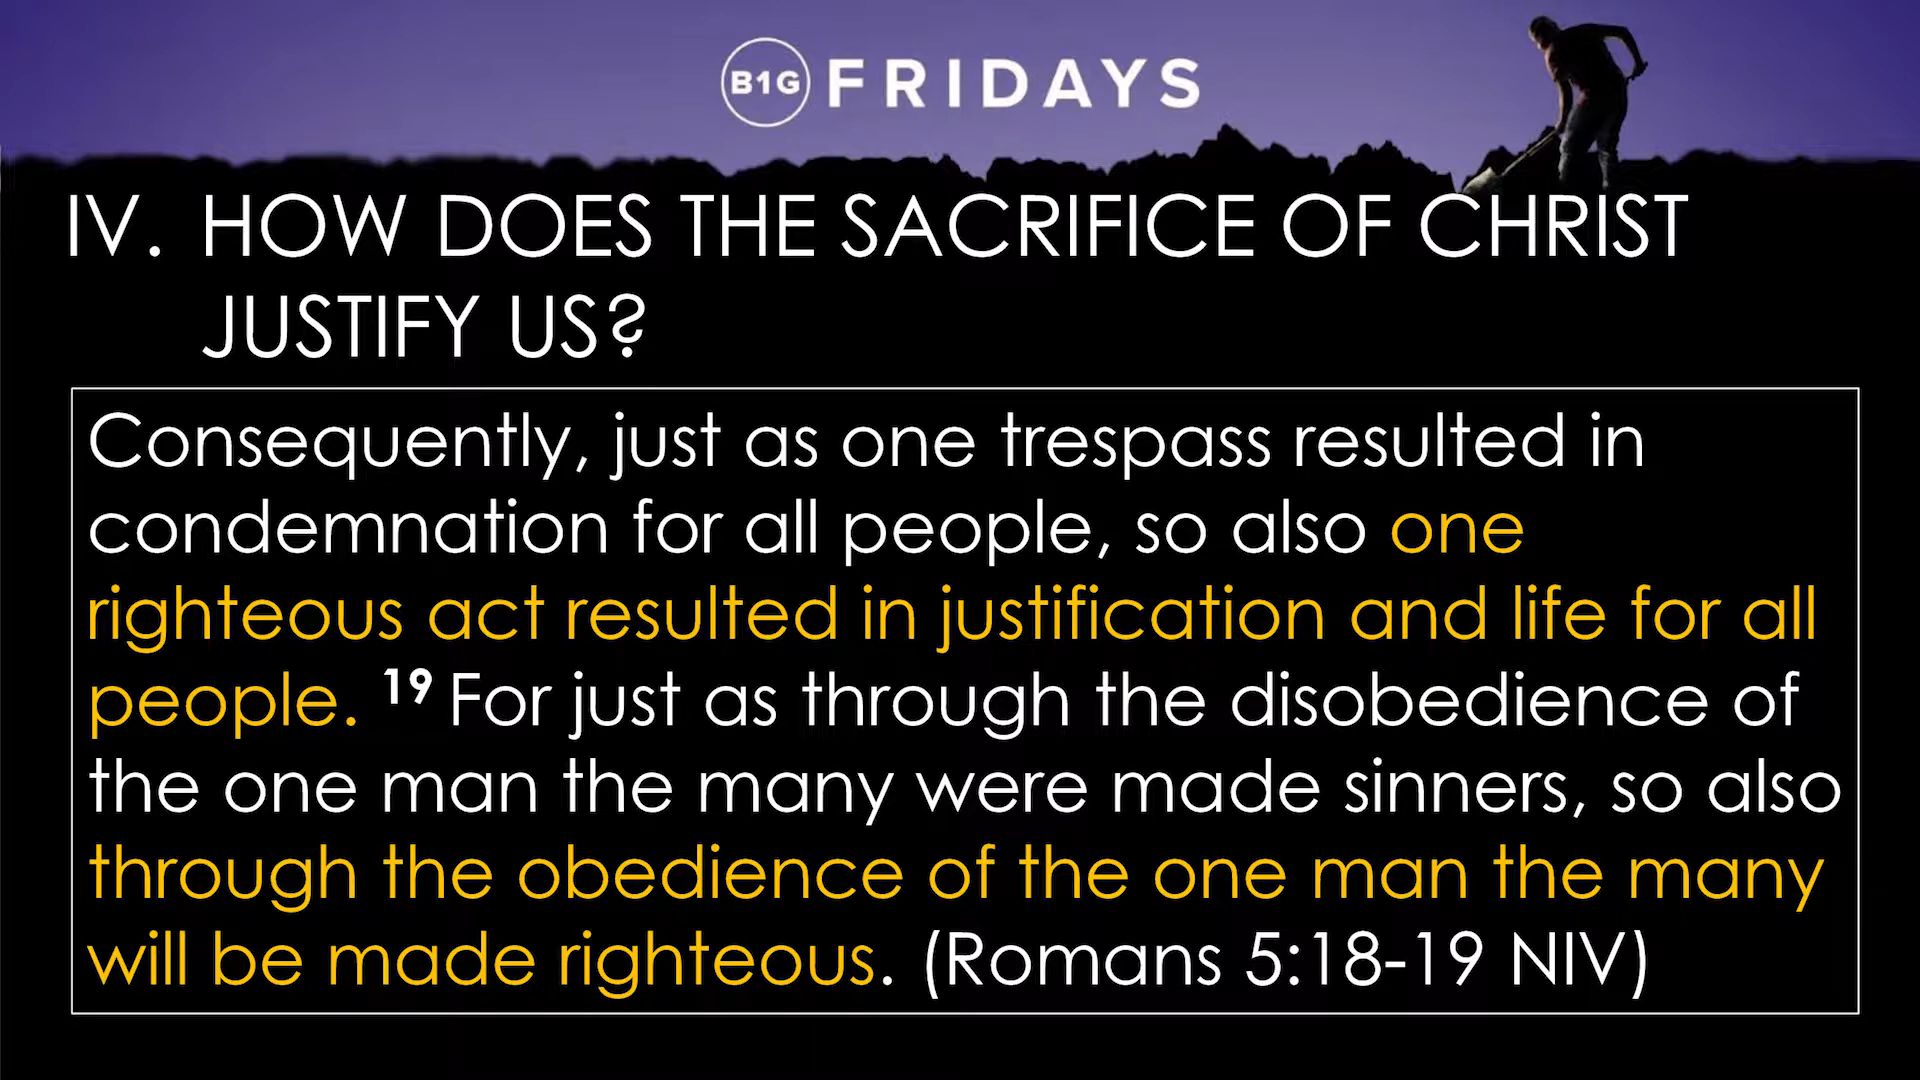 B1G FRIDAYS
IV. HOW DOES THE SACRIFICE OF CHRIST
JUSTIFY US?
Consequently, just as one trespass resulted in
condemnation for all people, so also one
righteous act resulted in justification and life for all
people. 19 For just as through the disobedience of
the one man the many were made sinners, so also
through the obedience of the one man the many
will be made righteous. (Romans 5:18-19 NIV)